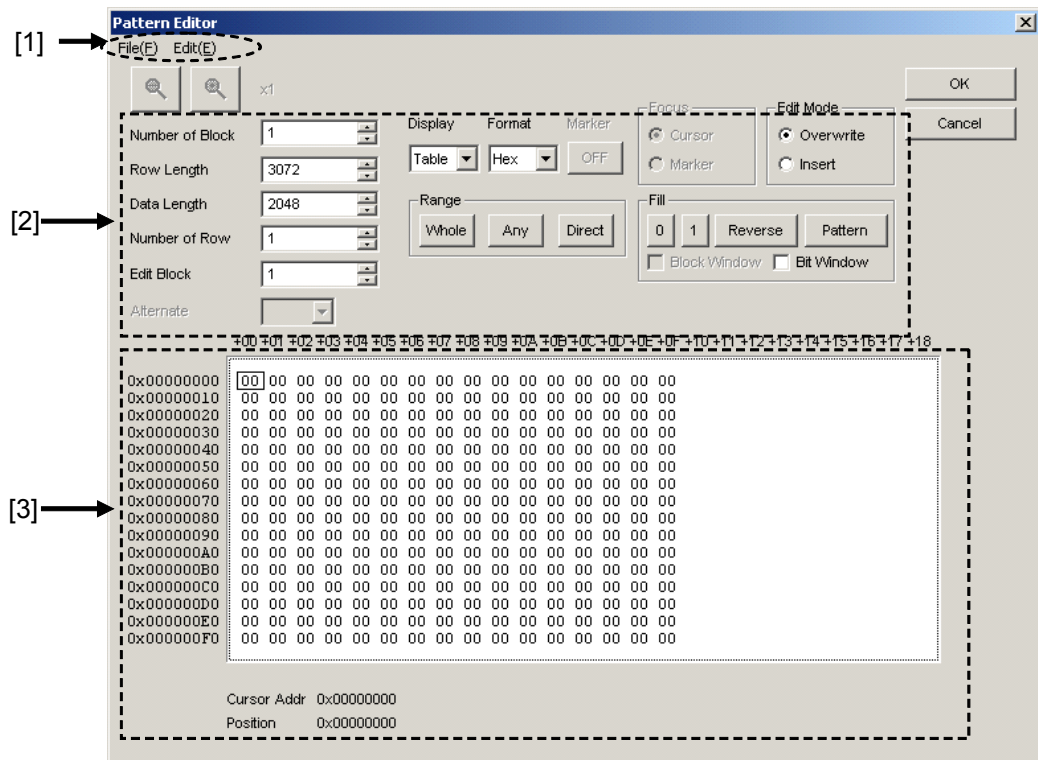 Pattern Editor
[1]
File(F) Edit(E)
x1
OK
Cancel
Number of Block 1
Display Format Marker
Table Hex OFF
Focus
Cursor
Marker
Edit Mode
Overwrite
Insert
Row Length 3072
[2]
Data Length 2048
Range
Whole Any Direct
Fill
0 1 Reverse Pattern
Block Window Bit Window
Number of Row 1
Edit Block 1
Alternate
+00 +01 +02 +03 +04 +05 +06 +07 +08 +09 +0A +0B +0C +0D +0E +0F +10 +11 +12 +13 +14 +15 +16 +17 +18
[3]
0x00000000 00 00 00 00 00 00 00 00 00 00 00 00 00 00 00 00
0x00000010 00 00 00 00 00 00 00 00 00 00 00 00 00 00 00 00
0x00000020 00 00 00 00 00 00 00 00 00 00 00 00 00 00 00 00
0x00000030 00 00 00 00 00 00 00 00 00 00 00 00 00 00 00 00
0x00000040 00 00 00 00 00 00 00 00 00 00 00 00 00 00 00 00
0x00000050 00 00 00 00 00 00 00 00 00 00 00 00 00 00 00 00
0x00000060 00 00 00 00 00 00 00 00 00 00 00 00 00 00 00 00
0x00000070 00 00 00 00 00 00 00 00 00 00 00 00 00 00 00 00
0x00000080 00 00 00 00 00 00 00 00 00 00 00 00 00 00 00 00
0x00000090 00 00 00 00 00 00 00 00 00 00 00 00 00 00 00 00
0x000000A0 00 00 00 00 00 00 00 00 00 00 00 00 00 00 00 00
0x000000B0 00 00 00 00 00 00 00 00 00 00 00 00 00 00 00 00
0x000000C0 00 00 00 00 00 00 00 00 00 00 00 00 00 00 00 00
0x000000D0 00 00 00 00 00 00 00 00 00 00 00 00 00 00 00 00
0x000000E0 00 00 00 00 00 00 00 00 00 00 00 00 00 00 00 00
0x000000F0 00 00 00 00 00 00 00 00 00 00 00 00 00 00 00 00
Cursor Addr 0x00000000
Position 0x00000000